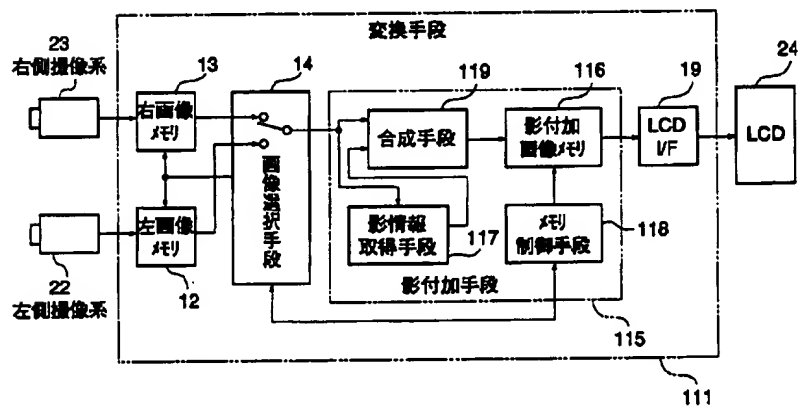 変換手段
23
右側撮像系
13
右画像
メモリ
14
画像選択手段
119
合成手段
116
影付加
画像メモリ
19
LCD
I/F
24
LCD
22
左側撮像系
左画像
メモリ
12
影情報
取得手段
117
メモリ
制御手段
118
影付加手段
115
111